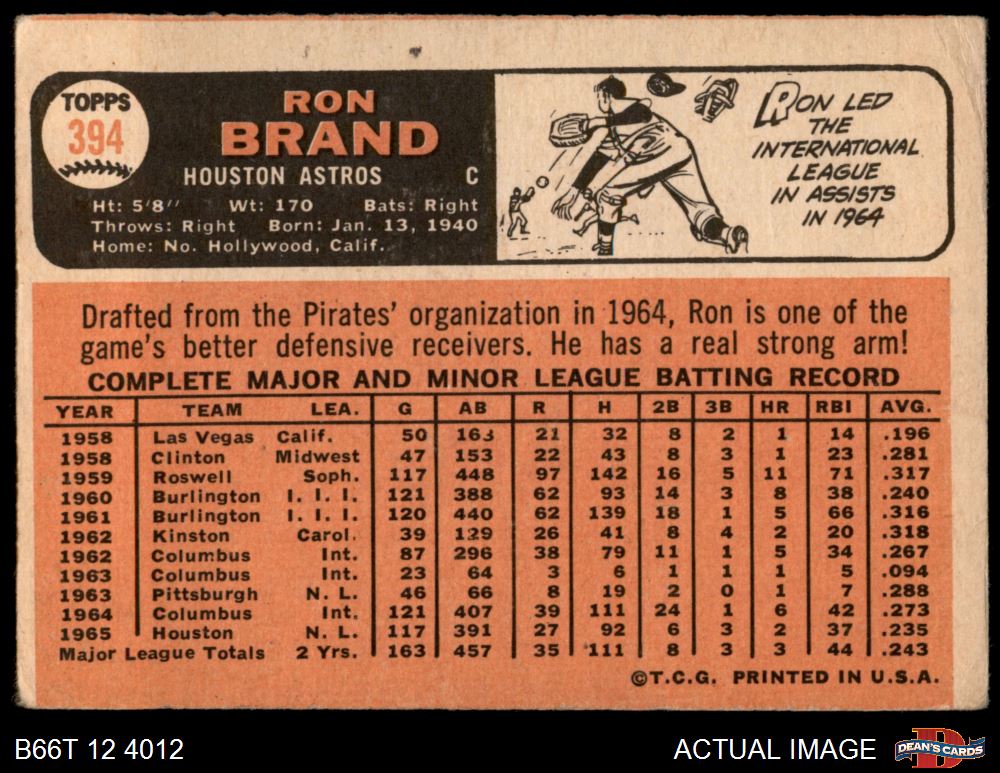 TOPPS
394
RON
BRAND
HOUSTON ASTROS C
Ht: 5'8" Wt: 170 Bats: Right
Throws: Right Born: Jan. 13, 1940
Home: No. Hollywood, Calif.
RON LED
THE
INTERNATIONAL
LEAGUE
IN ASSISTS
IN 1964
Drafted from the Pirates' organization in 1964, Ron is one of the
game's better defensive receivers. He has a real strong arm!
COMPLETE MAJOR AND MINOR LEAGUE BATTING RECORD
YEAR TEAM LEA. G AB R H 2B 3B HR RBI AVG.
1958 Las Vegas Calif. 50 163 21 32 8 2 1 14 .196
1958 Clinton Midwest 47 153 22 43 8 3 1 23 .281
1959 Roswell Soph. 117 448 97 142 16 5 11 71 .317
1960 Burlington I. I. I. 121 388 62 93 14 3 8 38 .240
1961 Burlington I. I. I. 120 440 62 139 18 1 5 66 .316
1962 Kinston Carol. 39 129 26 41 8 4 2 20 .318
1962 Columbus Int. 87 296 38 79 11 1 5 34 .267
1963 Columbus Int. 23 64 3 6 1 1 1 5 .094
1963 Pittsburgh N. L. 46 66 8 19 2 0 1 7 .288
1964 Columbus Int. 121 407 39 111 24 1 6 42 .273
1965 Houston N. L. 117 391 27 92 6 3 2 37 .235
Major League Totals 2 Yrs. 163 457 35 111 8 3 3 44 .243
©T.C.G. PRINTED IN U.S.A.
B66T 12 4012 ACTUAL IMAGE DEAN'S CARDS